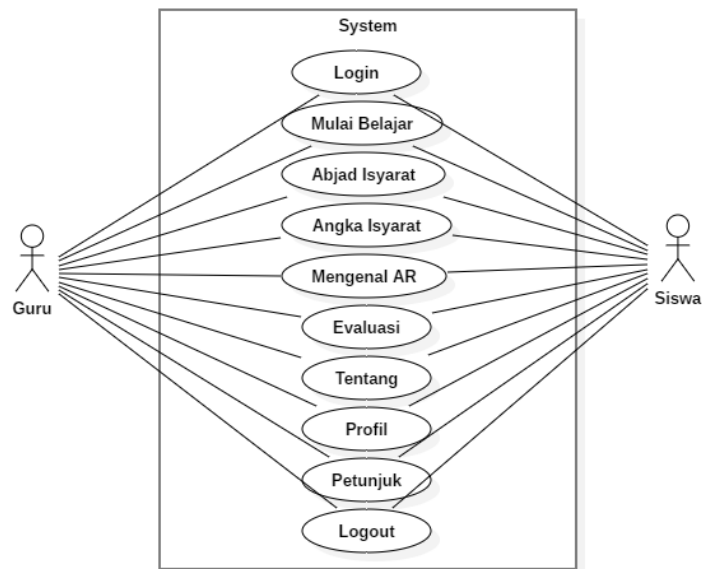 System
Login
Mulai Belajar
Abjad Isyarat
Angka Isyarat
Mengenal AR
Evaluasi
Tentang
Profil
Petunjuk
Logout
Guru
Siswa